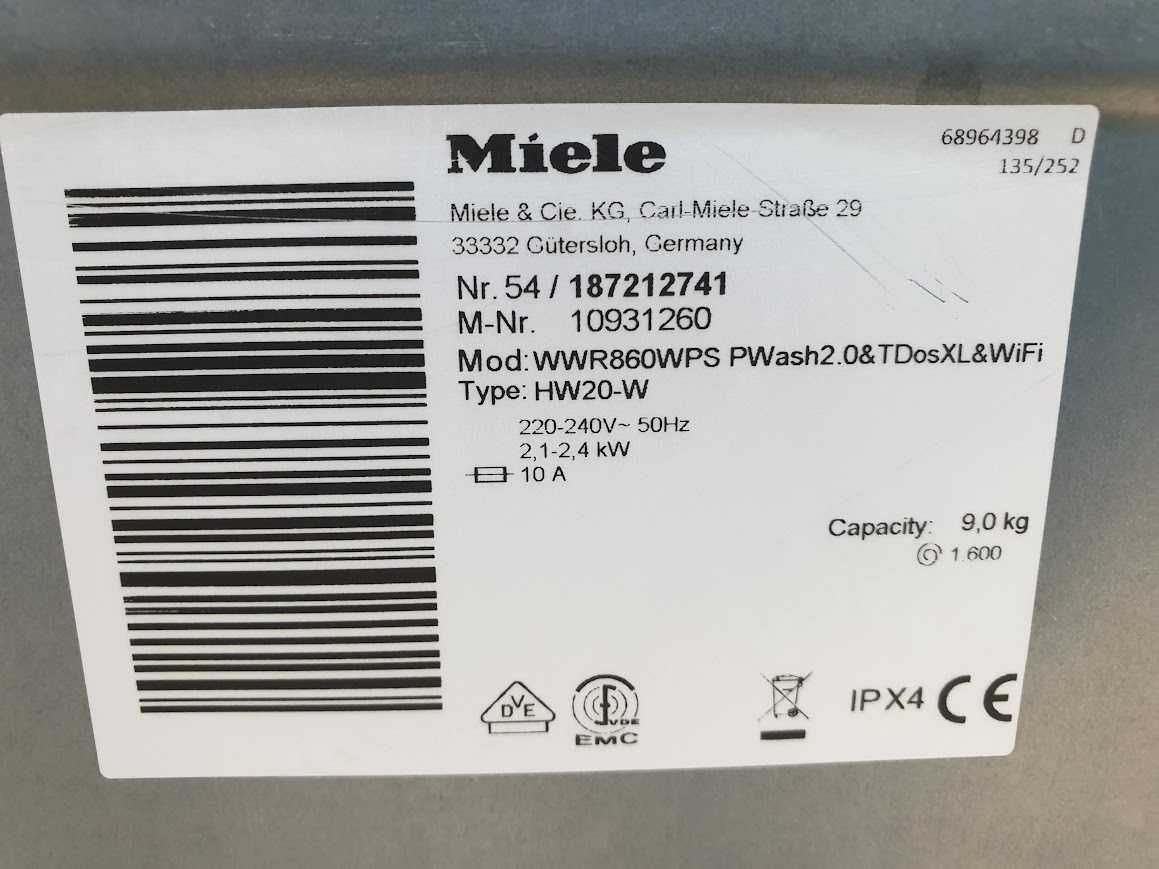 Miele
68964398 D
135/252
Miele & Cie. KG, Carl-Miele-Straße 29
33332 Gütersloh, Germany
Nr. 54 / 187212741
M-Nr. 10931260
Mod: WWR860WPS PWash2.0&TDosXL&WiFi
Type: HW20-W
220-240V~ 50Hz
2,1-2,4 kW
10 A
Capacity: 9,0 kg
1.600
DVE
VDE
EMC
IPX4 CE